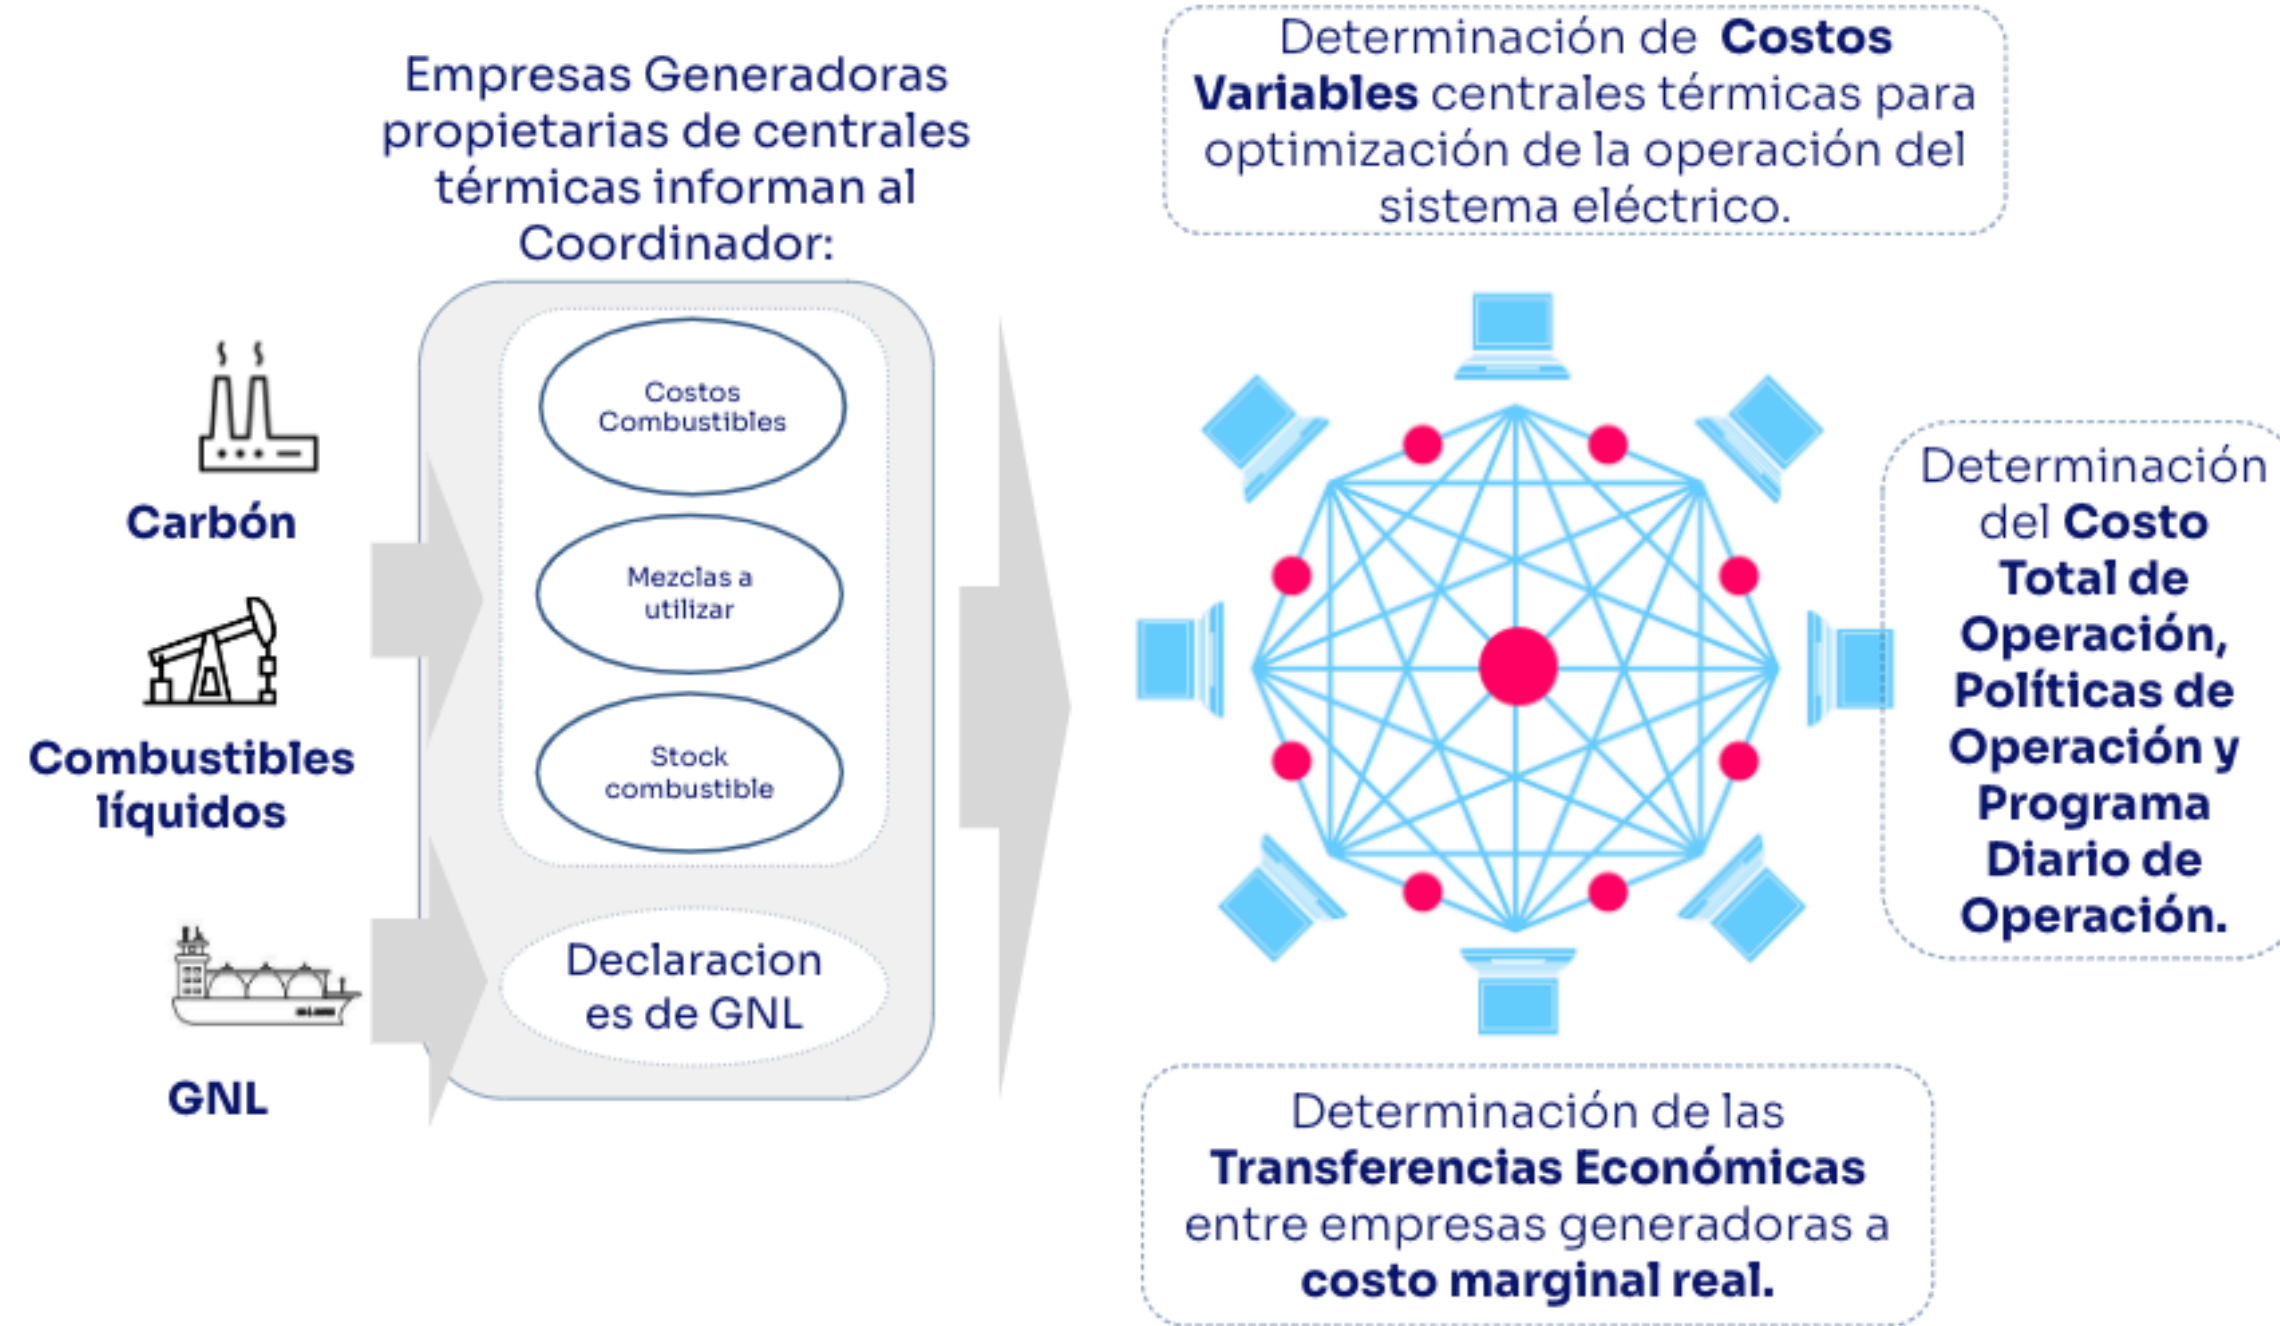 Empresas Generadoras
propietarias de centrales
térmicas informan al
Coordinador:
Carbón
Combustibles
líquidos
GNL
Costos
Combustibles
Mezclas a
utilizar
Stock
combustible
Declaracion
es de GNL
Determinación de Costos
Variables centrales térmicas para
optimización de la operación del
sistema eléctrico.
Determinación
del Costo
Total de
Operación,
Políticas de
Operación y
Programa
Diario de
Operación.
Determinación de las
Transferencias Económicas
entre empresas generadoras a
costo marginal real.